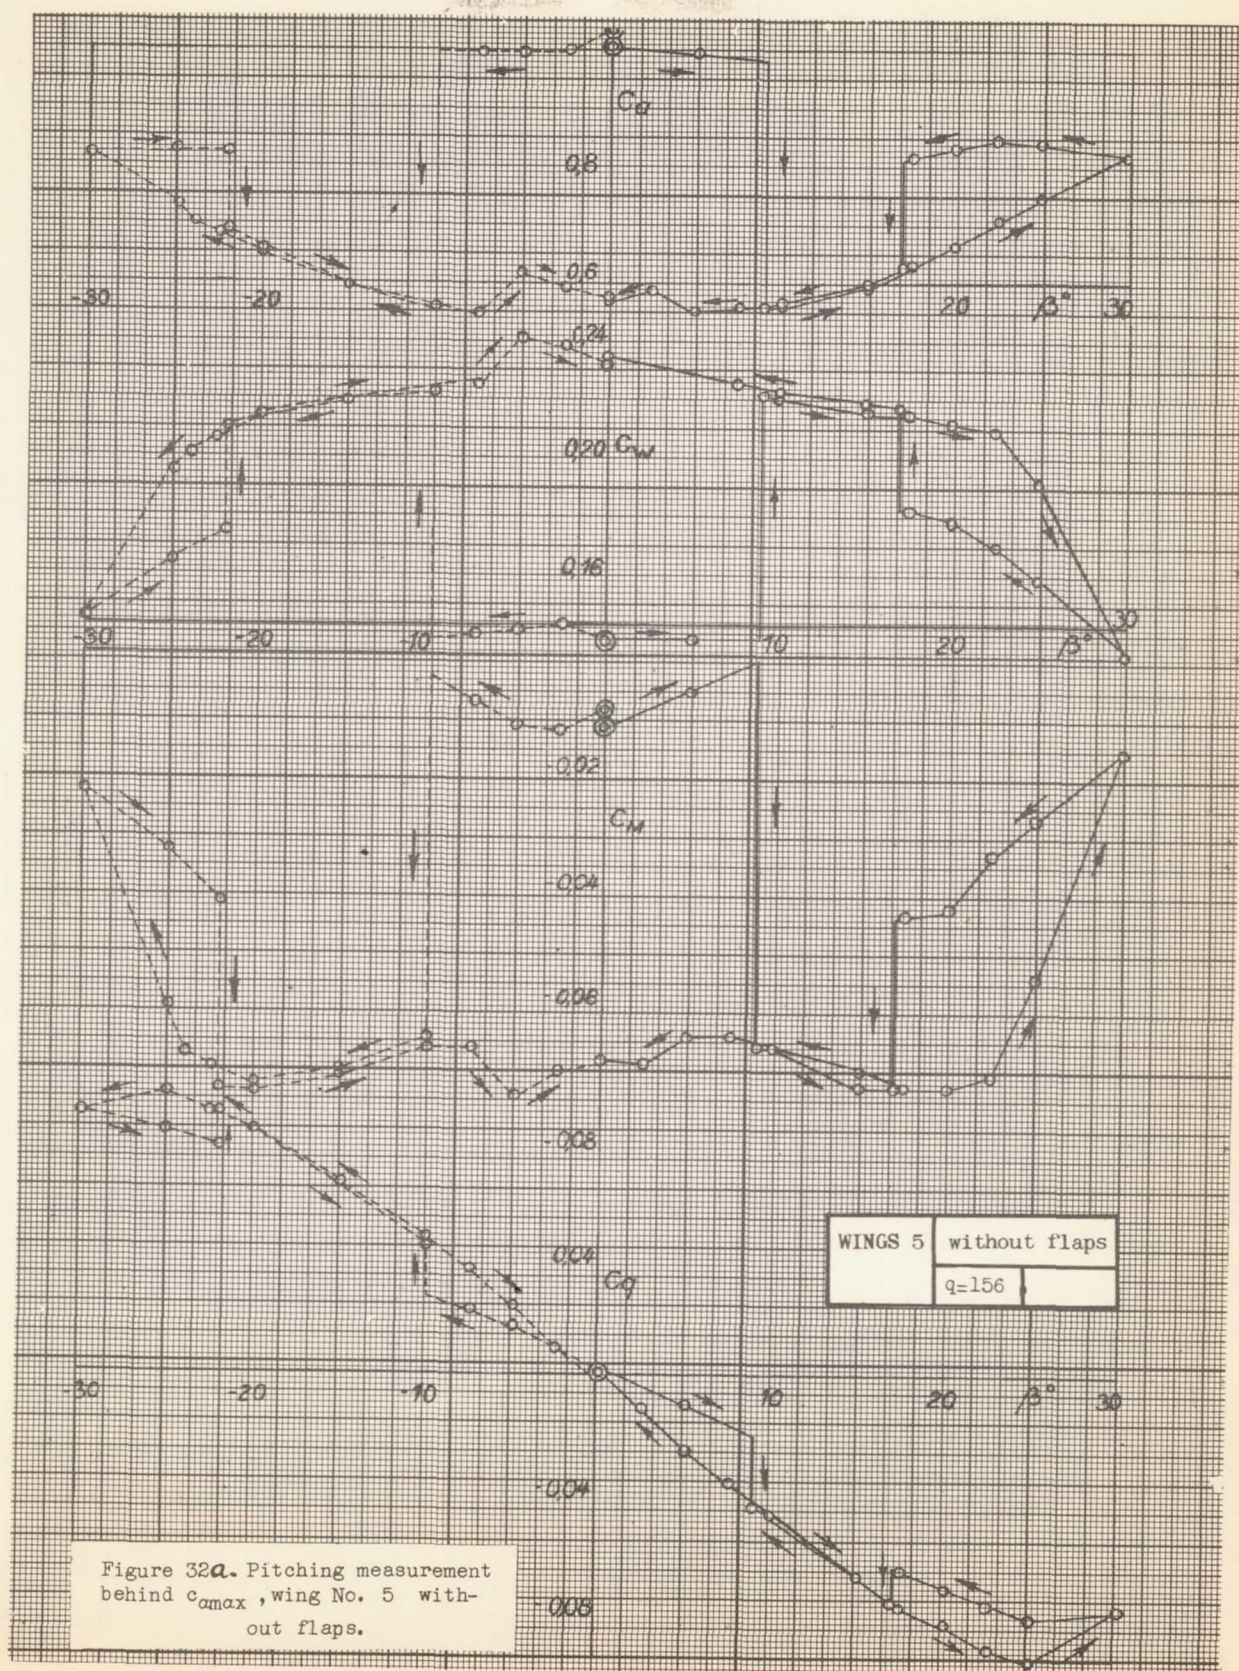 Ca
0,8
0,6
-30 -20 20 β° 30
0,24
0,20 Cw
0,16
-30 -20 -10 10 20 β° 30
-0,02
CM
-0,04
-0,06
-0,08
0,04
Cq
WINGS 5 without flaps
q=156
-30 -20 -10 10 20 β° 30
-0,04
-0,08
Figure 32a. Pitching measurement
behind camax , wing No. 5 with-
out flaps.